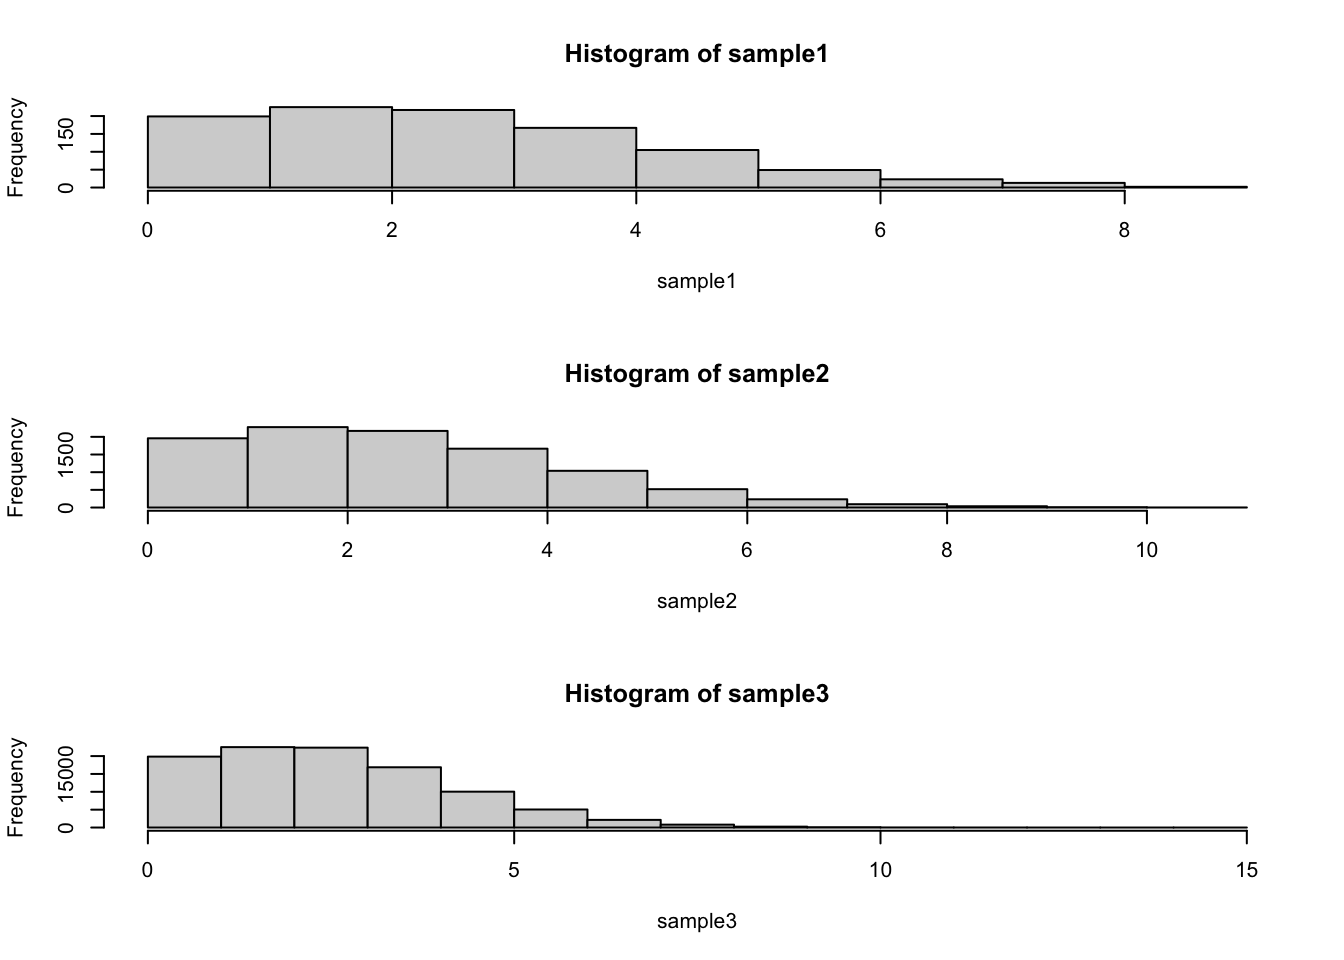 Histogram of sample1
Frequency
150
0
0 2 4 6 8
sample1
Histogram of sample2
Frequency
1500
0
0 2 4 6 8 10
sample2
Histogram of sample3
Frequency
15000
0
0 5 10 15
sample3